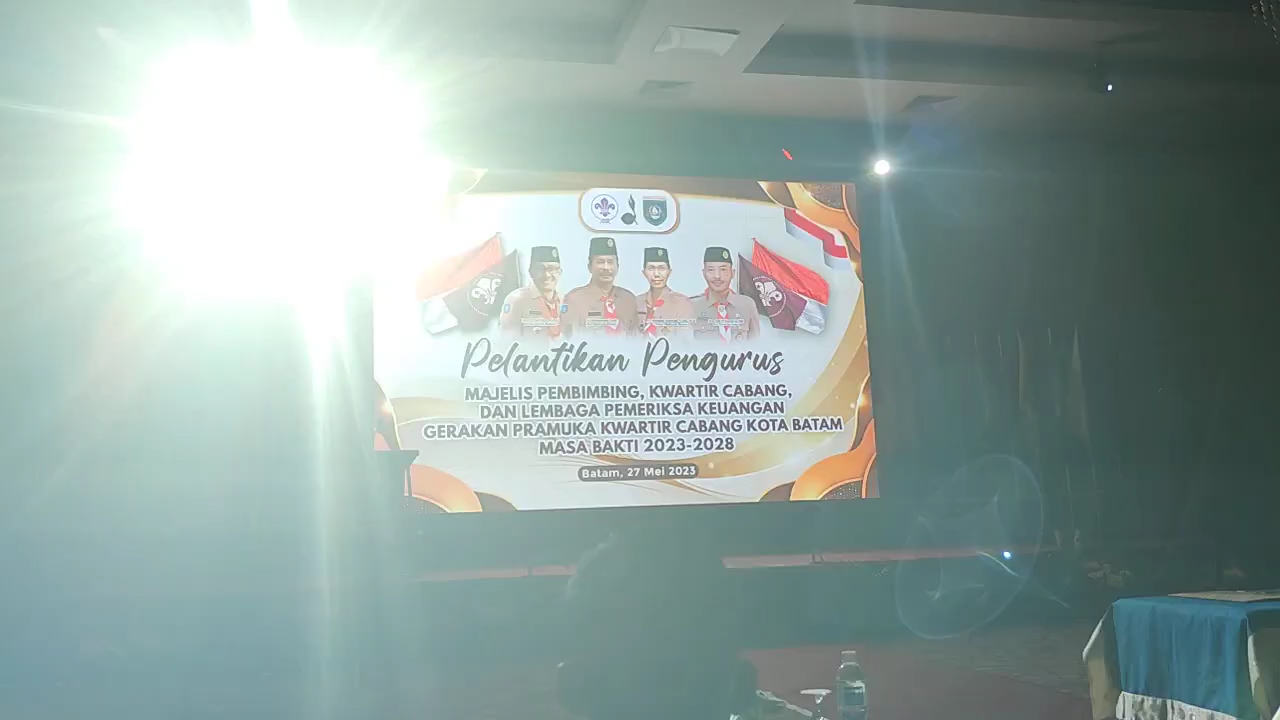 Pelantikan Pengurus
MAJELIS PEMBIMBING, KWARTIR CABANG,
DAN LEMBAGA PEMERIKSA KEUANGAN
GERAKAN PRAMUKA KWARTIR CABANG KOTA BATAM
MASA BAKTI 2023-2028
Batam, 27 Mei 2023